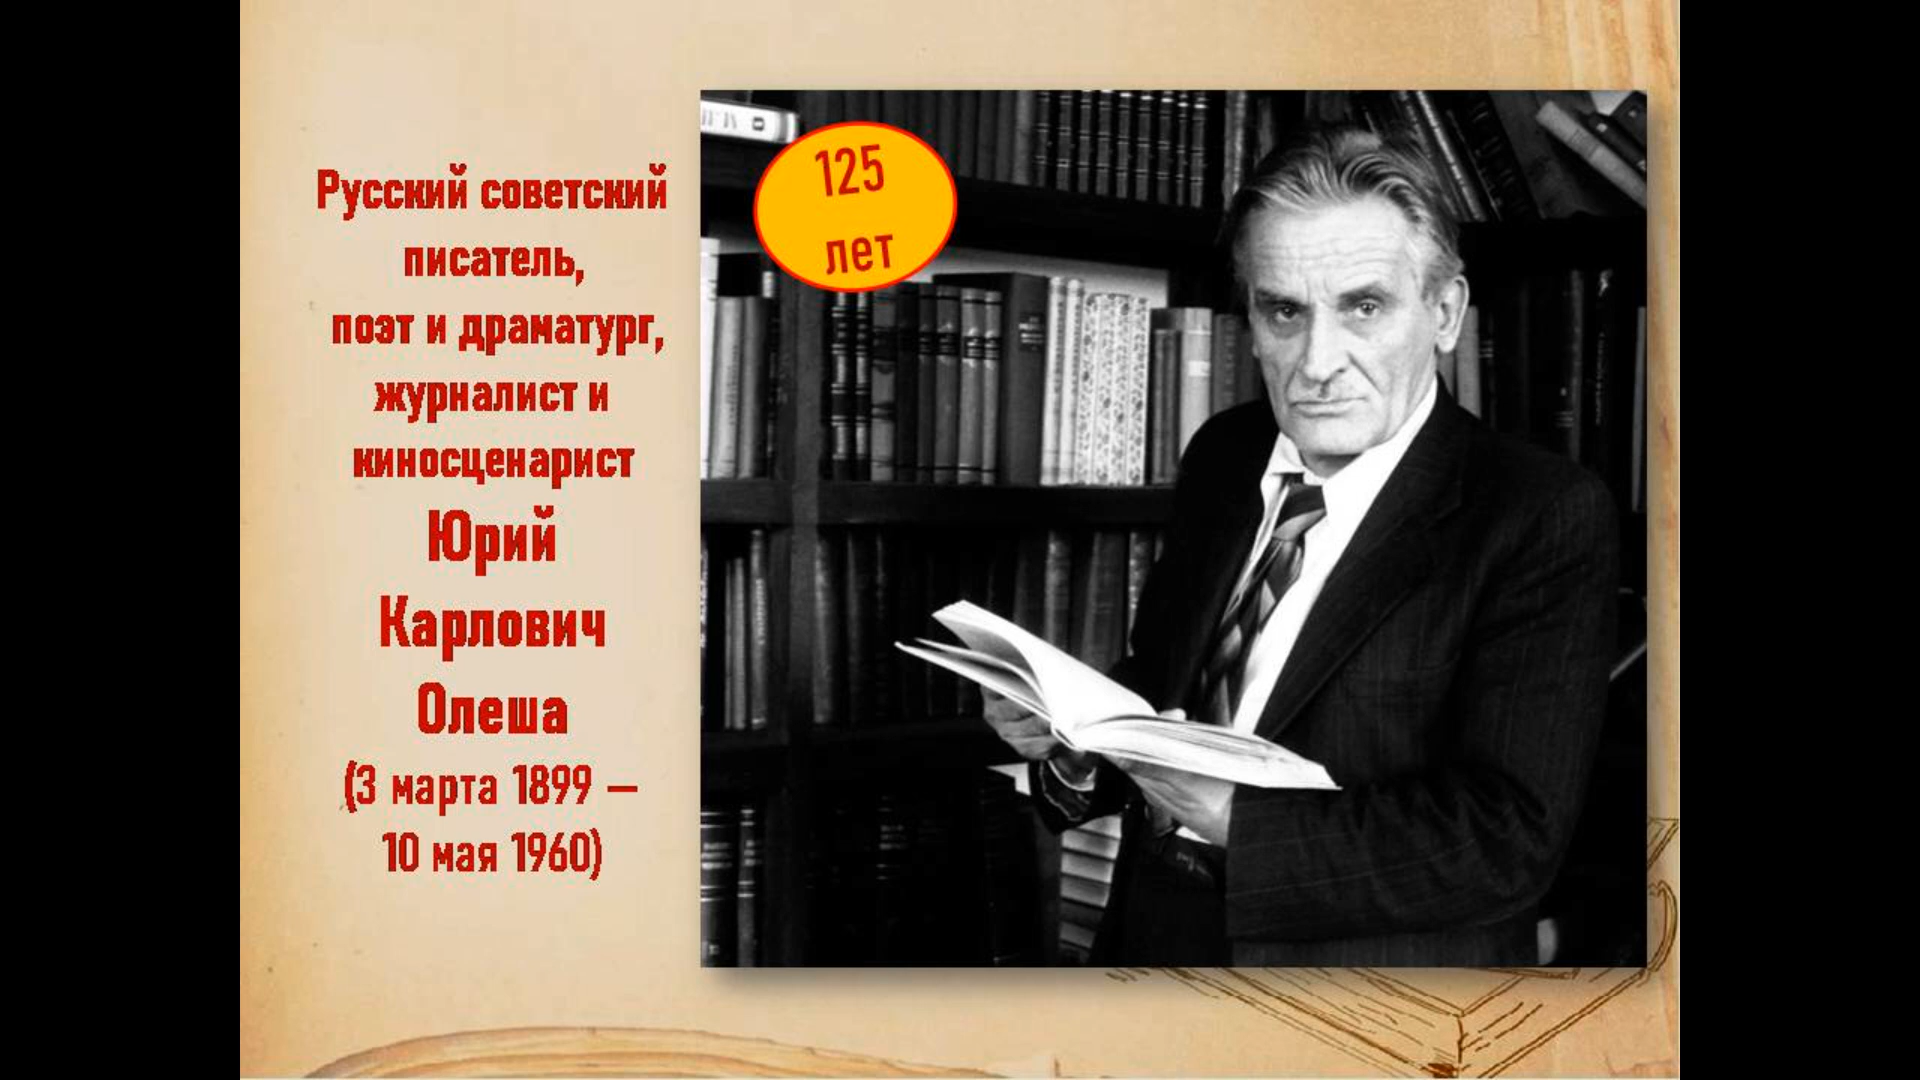 Русский советский
писатель,
поэт и драматург,
журналист и
киносценарист
Юрий
Карлович
Олеша
(3 марта 1899 –
10 мая 1960)
125
лет